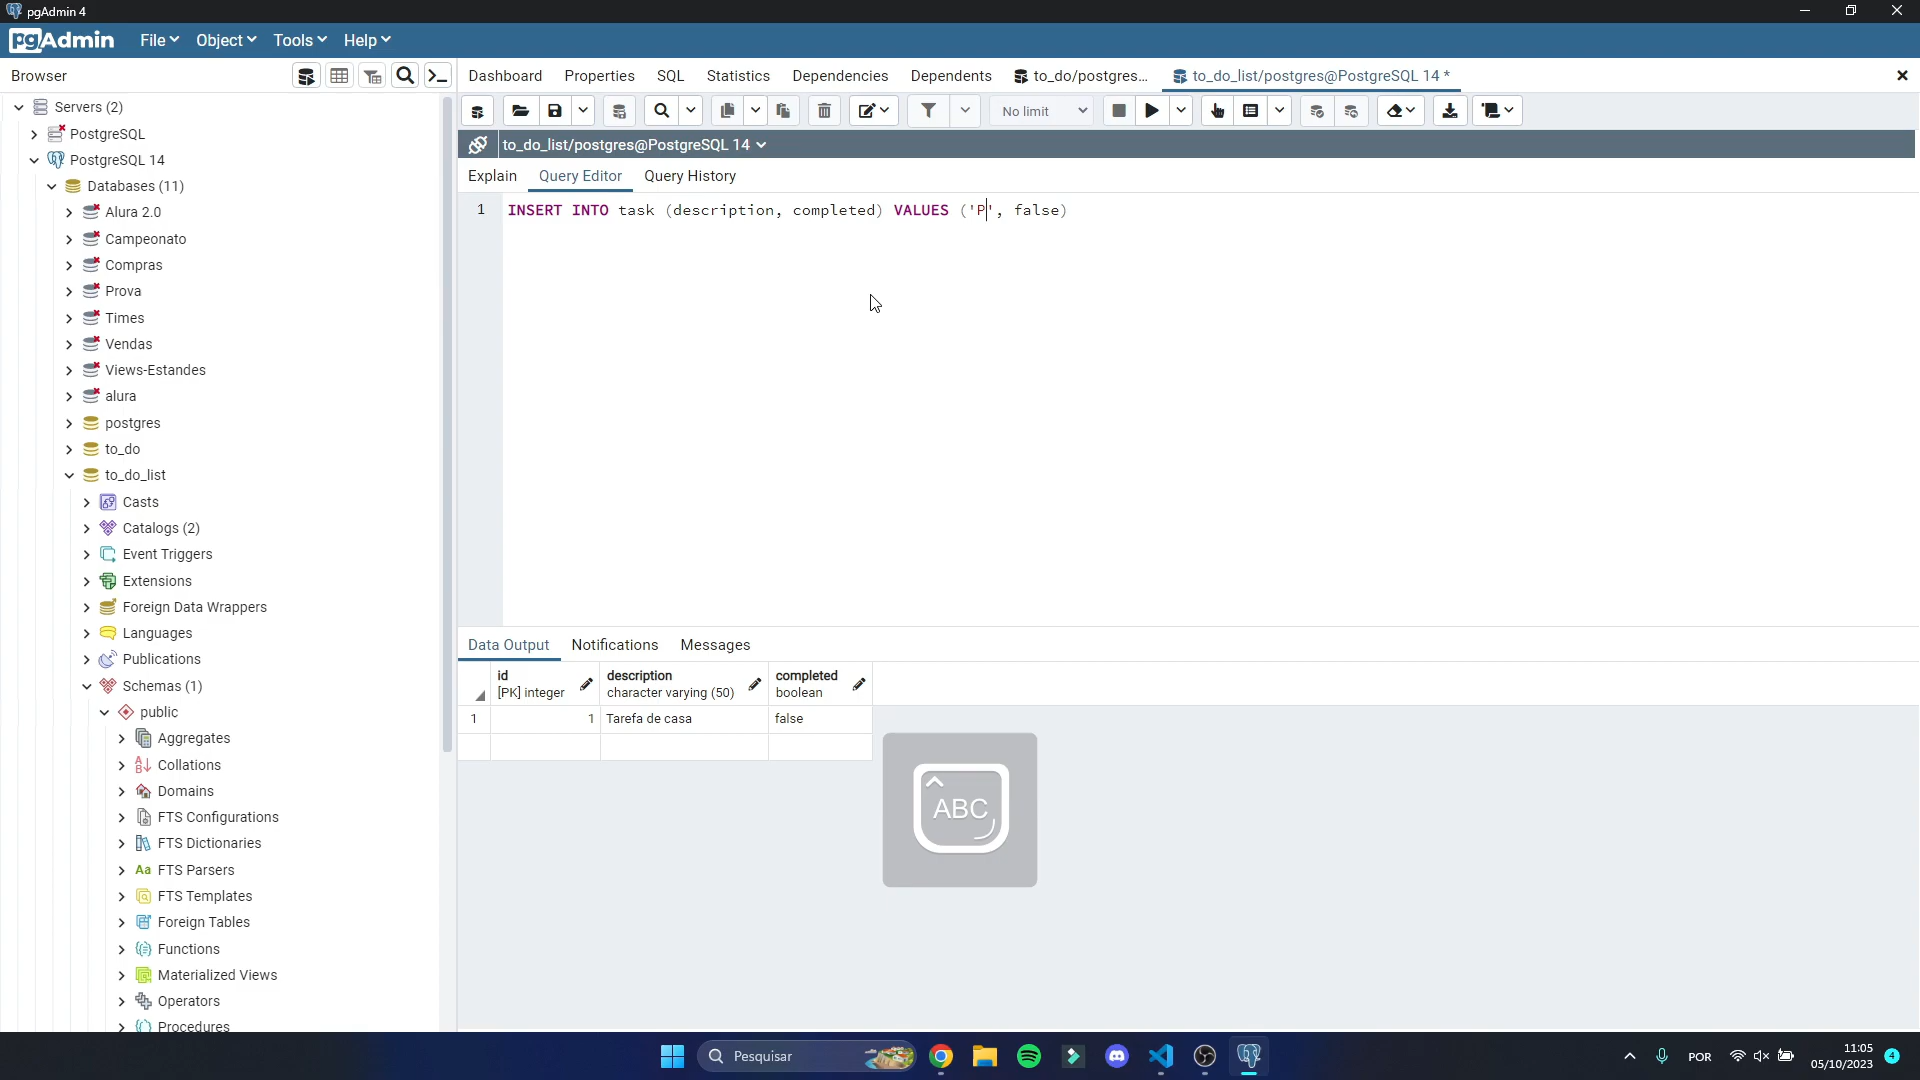 pgAdmin 4
pgAdmin File Object Tools Help
Browser
Dashboard Properties SQL Statistics Dependencies Dependents to_do/postgres... to_do_list/postgres@PostgreSQL 14 *
No limit
to_do_list/postgres@PostgreSQL 14
Explain Query Editor Query History
1 INSERT INTO task (description, completed) VALUES ('P', false)
Servers (2)
PostgreSQL
PostgreSQL 14
Databases (11)
Alura 2.0
Campeonato
Compras
Prova
Times
Vendas
Views-Estandes
alura
postgres
to_do
to_do_list
Casts
Catalogs (2)
Event Triggers
Extensions
Foreign Data Wrappers
Languages
Publications
Schemas (1)
public
Aggregates
Collations
Domains
FTS Configurations
FTS Dictionaries
Aa FTS Parsers
FTS Templates
Foreign Tables
Functions
Materialized Views
Operators
Procedures
Data Output Notifications Messages
id description completed
[PK] integer character varying (50) boolean
1 1 Tarefa de casa false
ABC
Pesquisar
POR
11:05
05/10/2023
4